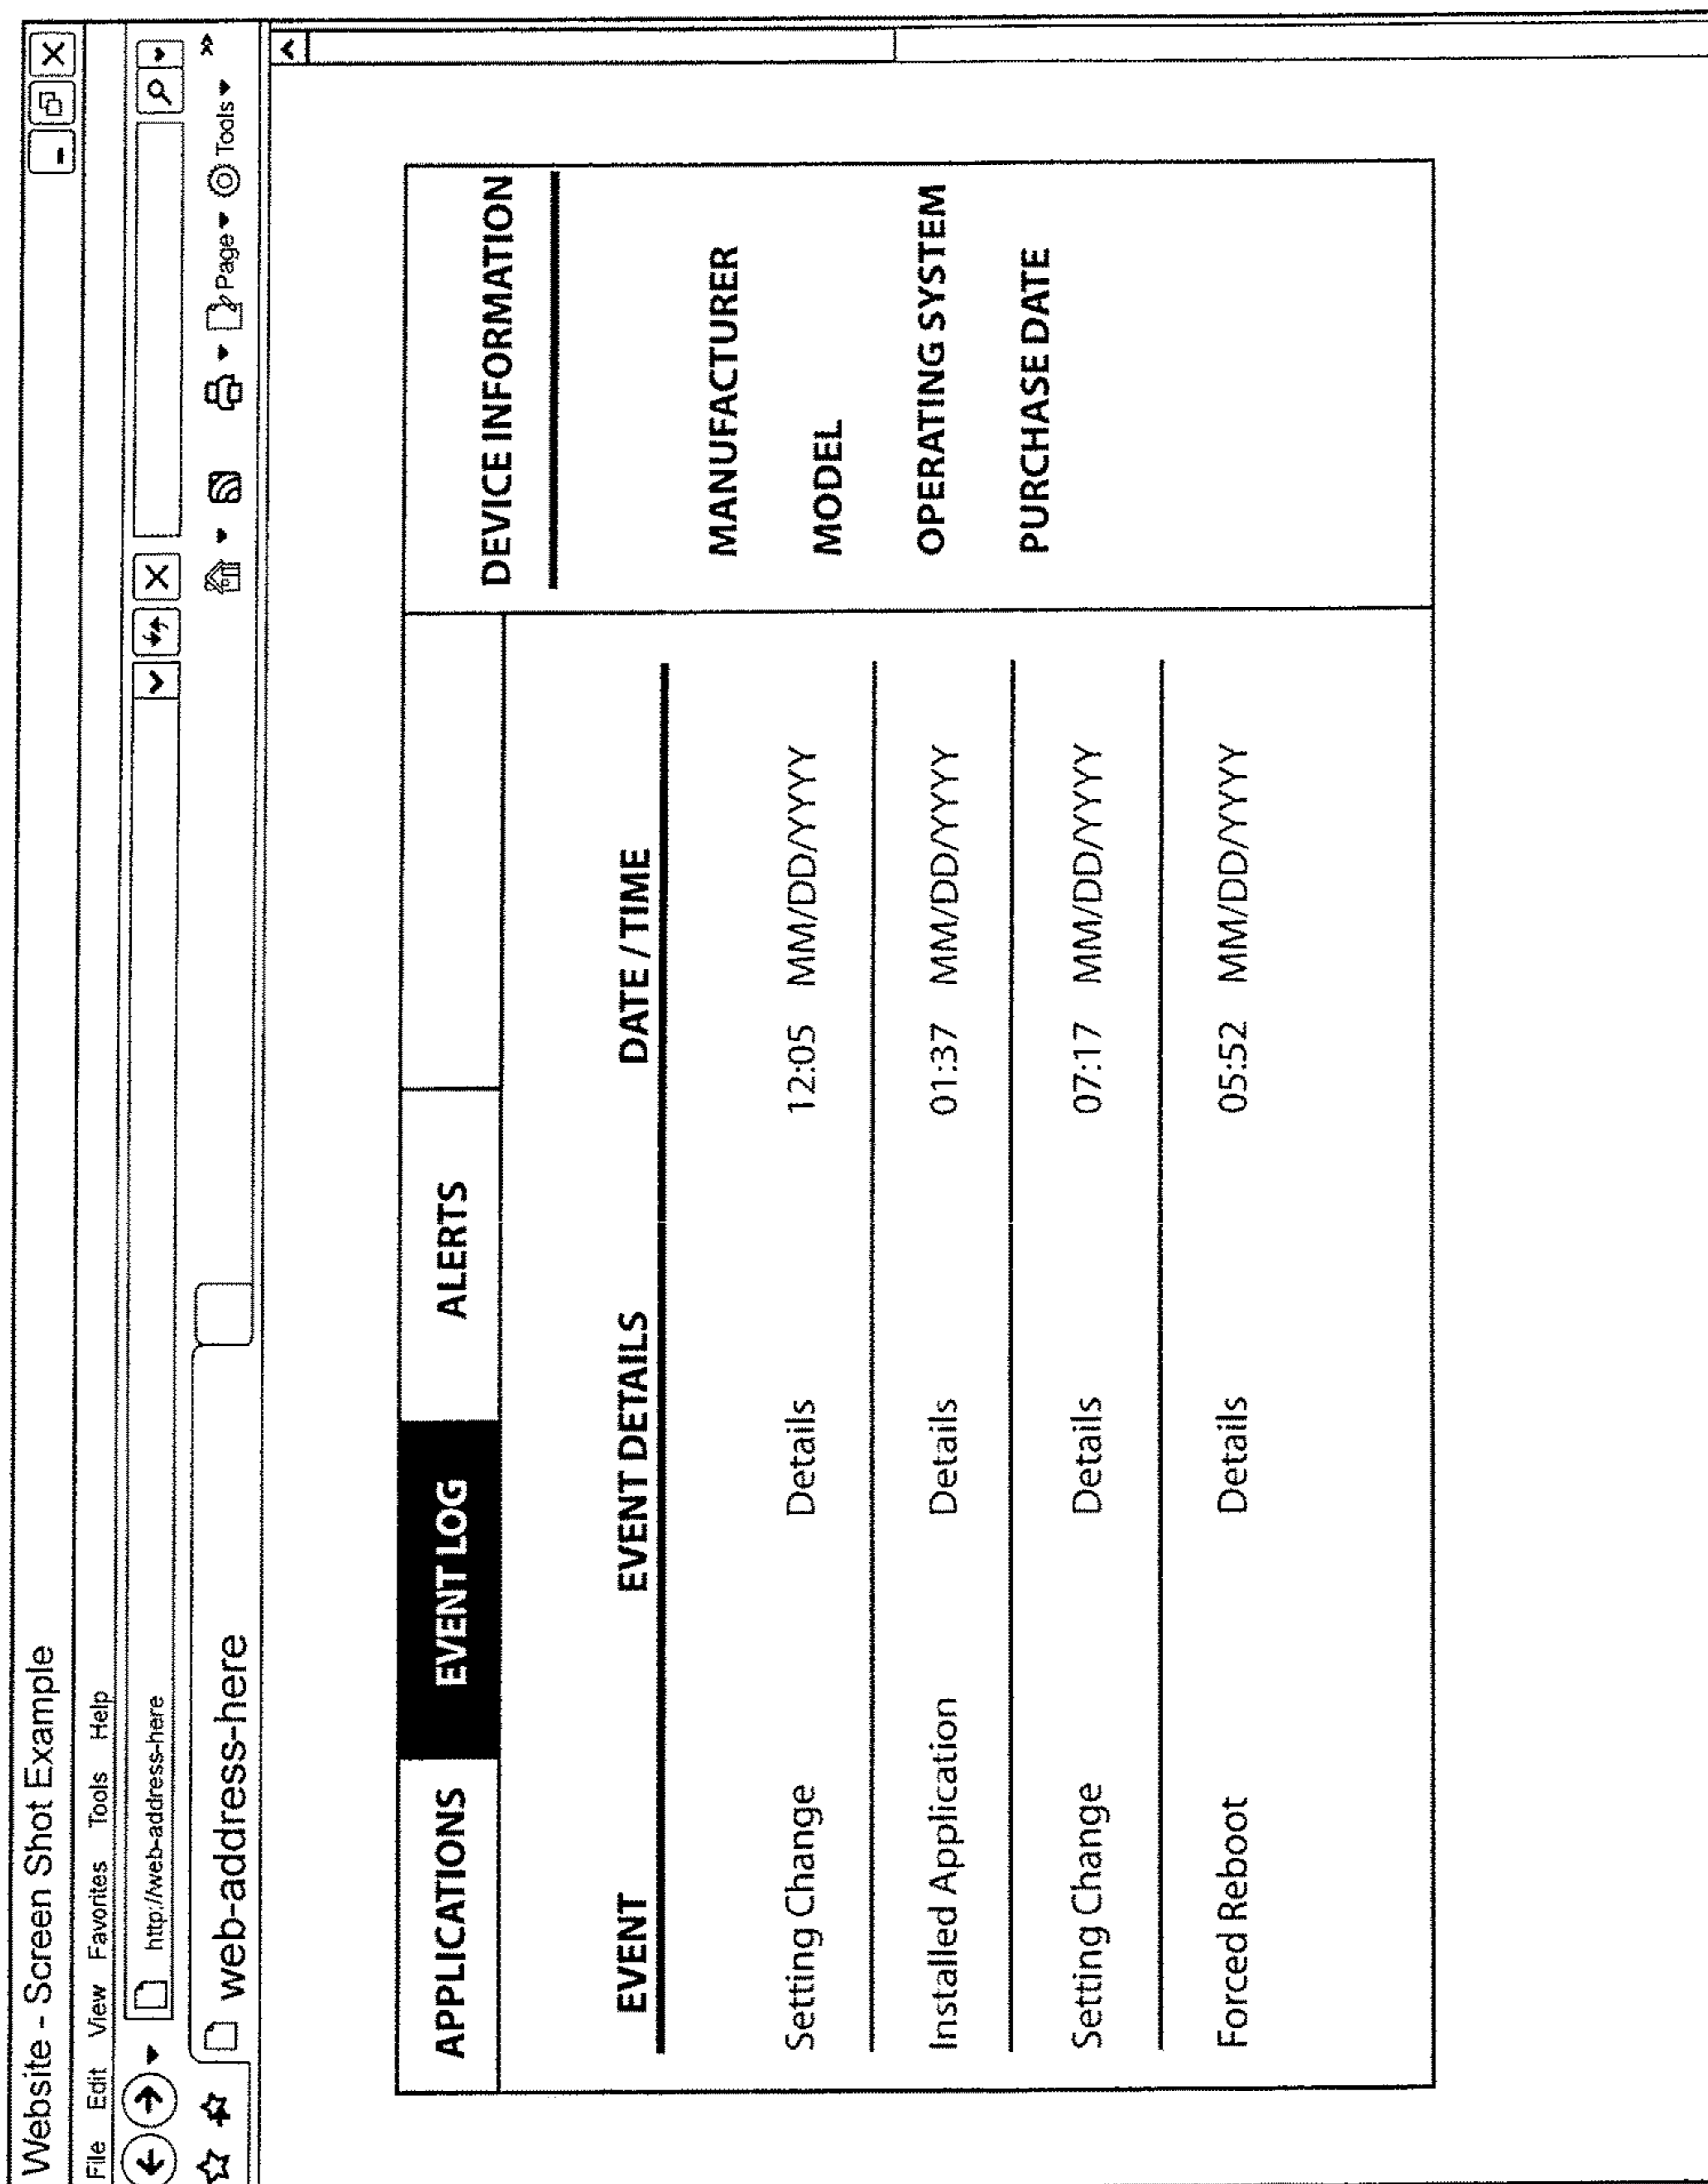 Website - Screen Shot Example
File Edit View Favorites Tools Help
http://web-address-here
web-address-here
Page Tools
APPLICATIONS EVENT LOG ALERTS DEVICE INFORMATION
EVENT EVENT DETAILS DATE / TIME
MANUFACTURER
Setting Change Details 12:05 MM/DD/YYYY
MODEL
Installed Application Details 01:37 MM/DD/YYYY
OPERATING SYSTEM
Setting Change Details 07:17 MM/DD/YYYY
PURCHASE DATE
Forced Reboot Details 05:52 MM/DD/YYYY